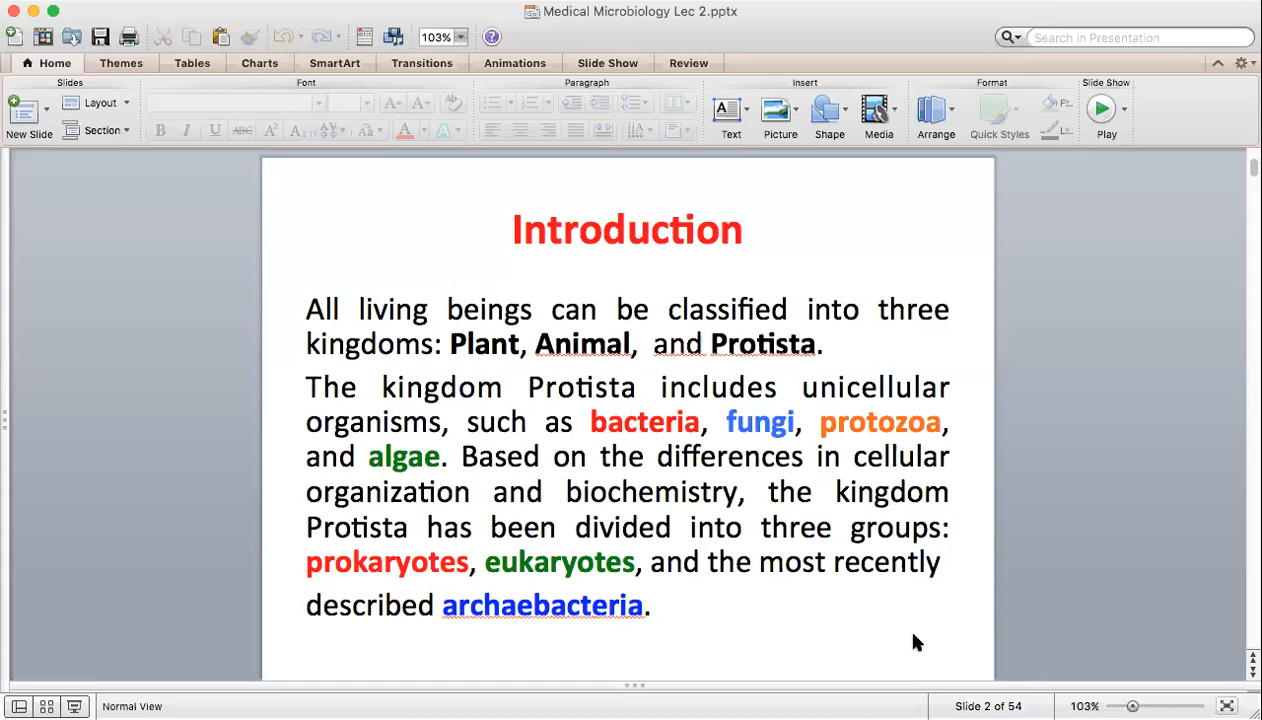 Medical Microbiology Lec 2.pptx
103%
Search in Presentation
Home Themes Tables Charts SmartArt Transitions Animations Slide Show Review
Slides Font Paragraph Insert Format Slide Show
New Slide Layout Section
B I U ABC A A Aa A A
Text Picture Shape Media Arrange Quick Styles Play
Introduction
All living beings can be classified into three
kingdoms: Plant, Animal, and Protista.
The kingdom Protista includes unicellular
organisms, such as bacteria, fungi, protozoa,
and algae. Based on the differences in cellular
organization and biochemistry, the kingdom
Protista has been divided into three groups:
prokaryotes, eukaryotes, and the most recently
described archaebacteria.
Normal View Slide 2 of 54 103%